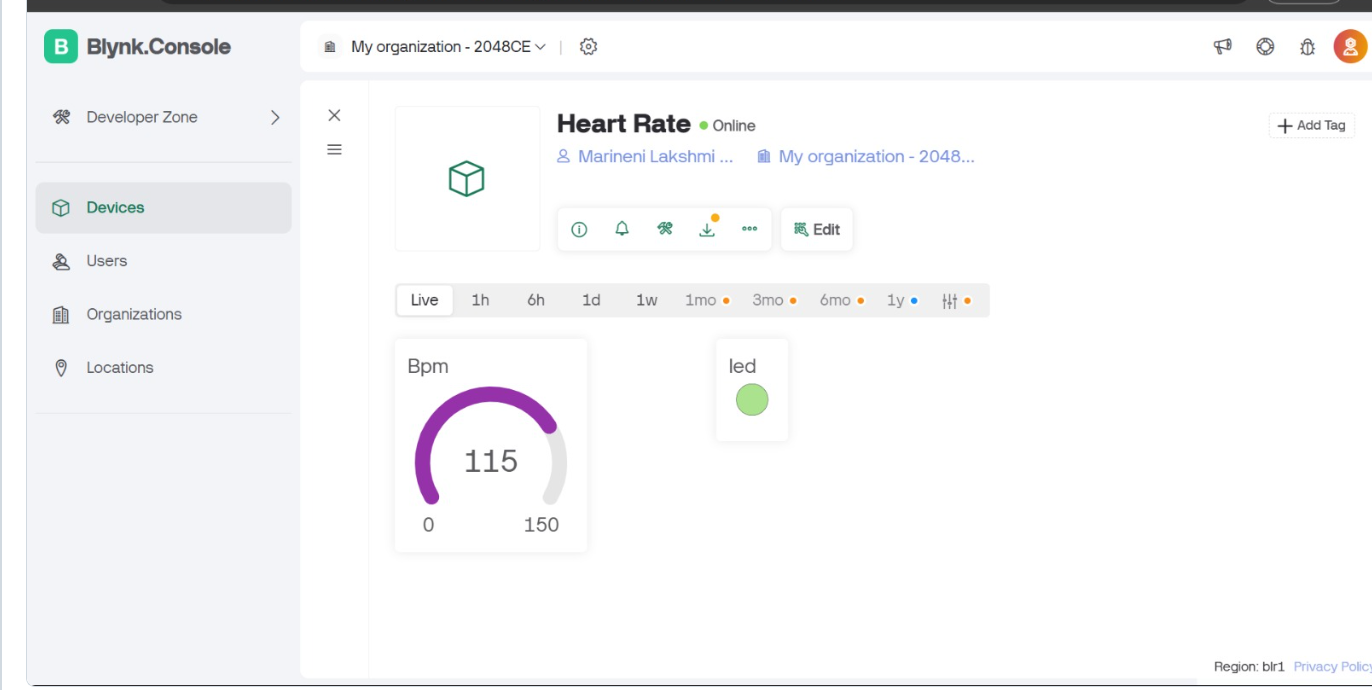 B Blynk.Console
My organization - 2048CE
Developer Zone
Devices
Users
Organizations
Locations
Heart Rate Online
Marineni Lakshmi ... My organization - 2048...
+ Add Tag
Edit
Live 1h 6h 1d 1w 1mo 3mo 6mo 1y
Bpm
115
0 150
led
Region: blr1 Privacy Policy